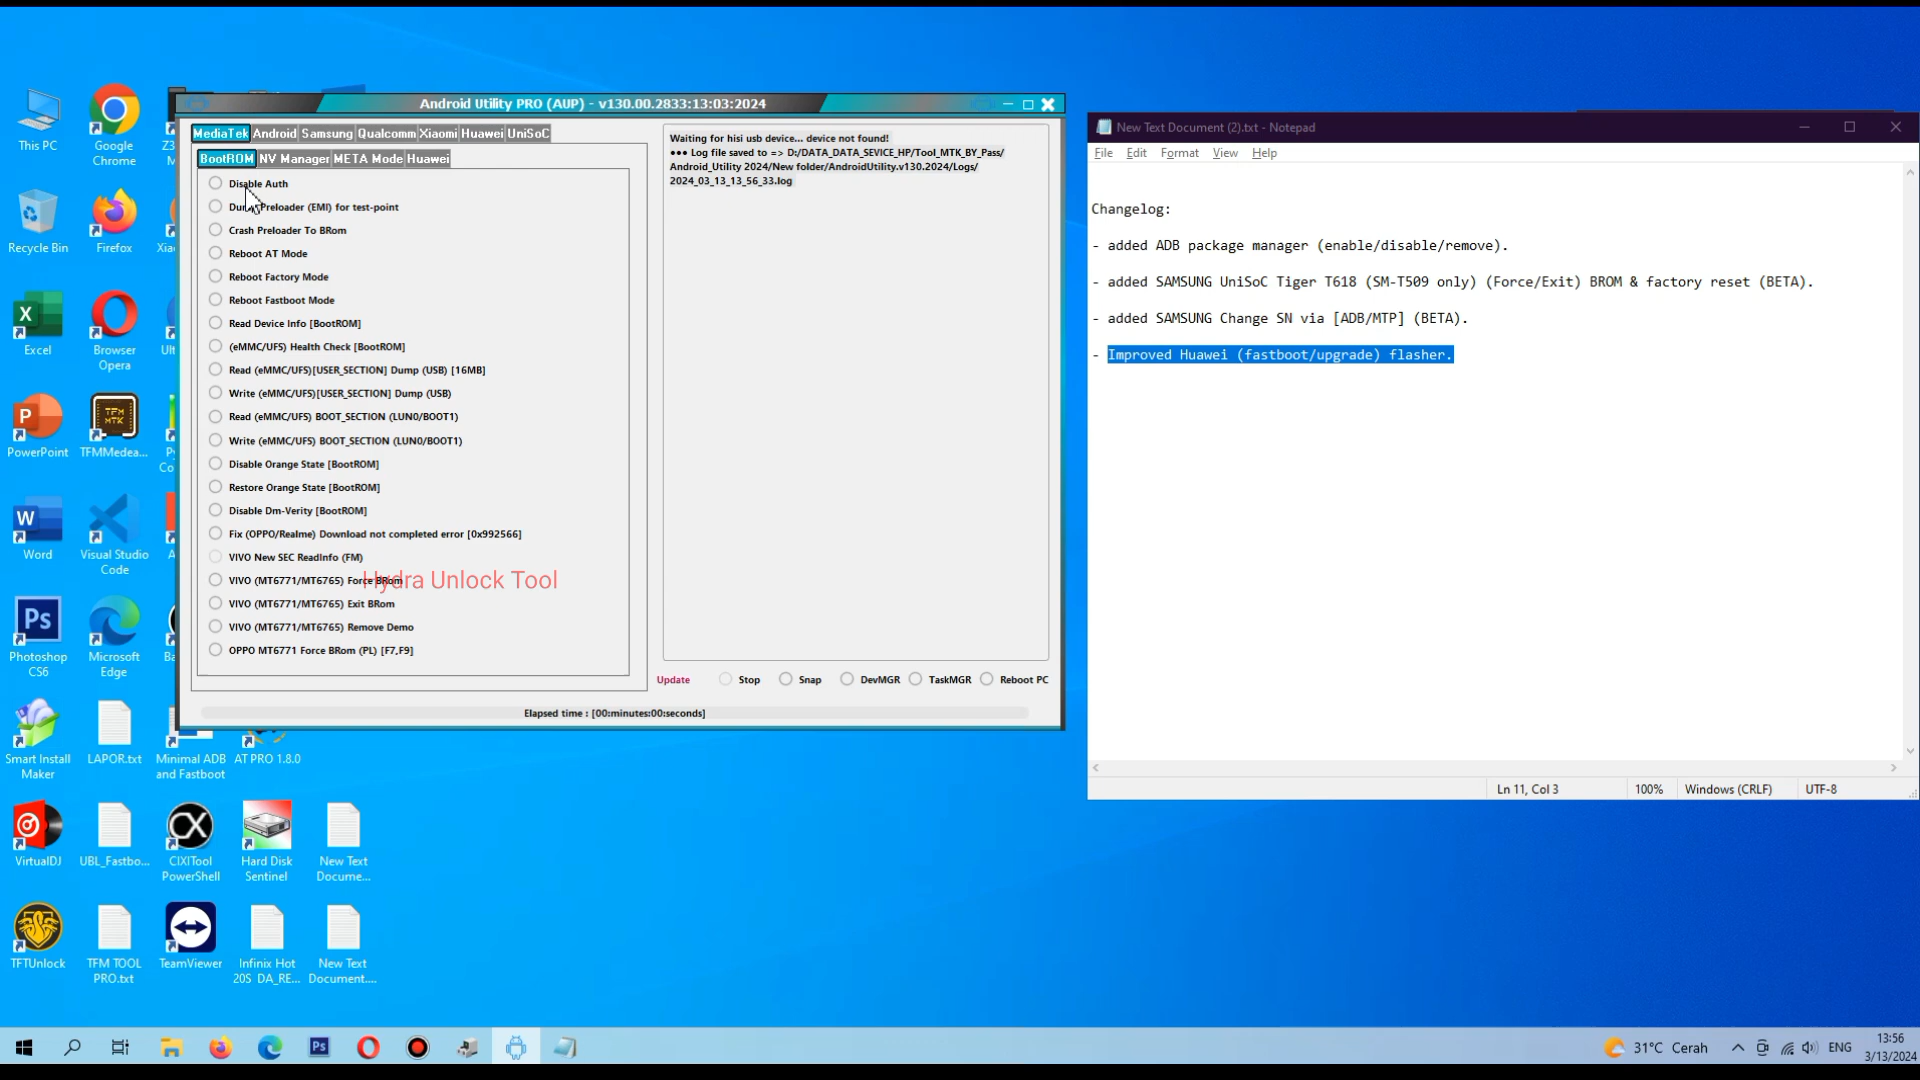 Android Utility PRO (AUP) - v130.00.2833:13:03:2024
MediaTek Android Samsung Qualcomm Xiaomi Huawei UniSoC
BootROM NV Manager META Mode Huawei
Disable Auth
Preloader (EMI) for test-point
Crash Preloader To BRom
Reboot AT Mode
Reboot Factory Mode
Reboot Fastboot Mode
Read Device Info [BootROM]
(eMMC/UFS) Health Check [BootROM]
Read (eMMC/UFS)[USER_SECTION] Dump (USB) [16MB]
Write (eMMC/UFS)[USER_SECTION] Dump (USB)
Read (eMMC/UFS) BOOT_SECTION (LUN0/BOOT1)
Write (eMMC/UFS) BOOT_SECTION (LUN0/BOOT1)
Disable Orange State [BootROM]
Restore Orange State [BootROM]
Disable Dm-Verity [BootROM]
Fix (OPPO/Realme) Download not completed error [0x992566]
VIVO New SEC ReadInfo (FM)
VIVO (MT6771/MT6765) Force BRom
Hydra Unlock Tool
VIVO (MT6771/MT6765) Exit BRom
VIVO (MT6771/MT6765) Remove Demo
OPPO MT6771 Force BRom (PL) [F7,F9]
Waiting for hisi usb device... device not found!
●●● Log file saved to => D:/DATA_DATA_SEVICE_HP/Tool_MTK_BY_Pass/
Android_Utility 2024/New folder/AndroidUtility.v130.2024/Logs/
2024_03_13_13_56_33.log
Update Stop Snap DevMGR TaskMGR Reboot PC
Elapsed time : [00:minutes:00:seconds]
New Text Document (2).txt - Notepad
File Edit Format View Help
Changelog:
- added ADB package manager (enable/disable/remove).
- added SAMSUNG UniSoC Tiger T618 (SM-T509 only) (Force/Exit) BROM & factory reset (BETA).
- added SAMSUNG Change SN via [ADB/MTP] (BETA).
- Improved Huawei (fastboot/upgrade) flasher.
Ln 11, Col 3 100% Windows (CRLF) UTF-8
This PC
Google
Chrome
Recycle Bin
Firefox
Excel
Browser
Opera
PowerPoint
TFMMedea...
Word
Visual Studio
Code
Photoshop
CS6
Microsoft
Edge
Smart Install
Maker
LAPOR.txt
Minimal ADB
and Fastboot
AT PRO 1.8.0
VirtualDJ
UBL_Fastbo...
CIXITool
PowerShell
Hard Disk
Sentinel
New Text
Docume...
TFTUnlock
TFM TOOL
PRO.txt
TeamViewer
Infinix Hot
20S DA_RE...
New Text
Document....
31°C Cerah
ENG
13:56
3/13/2024